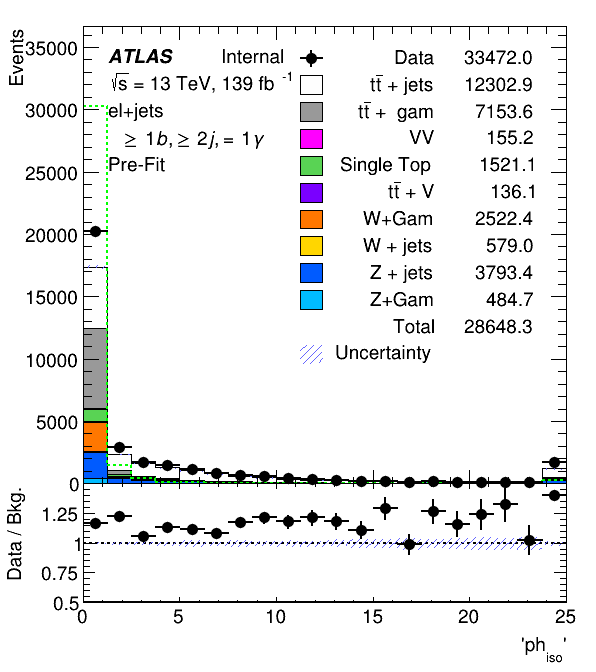 Events
35000
30000
25000
20000
15000
10000
5000
0
ATLAS Internal
√s = 13 TeV, 139 fb⁻¹
el+jets
≥ 1b, ≥ 2j, = 1γ
Pre-Fit
Data 33472.0
tt̄ + jets 12302.9
tt̄ + gam 7153.6
VV 155.2
Single Top 1521.1
tt̄ + V 136.1
W+Gam 2522.4
W + jets 579.0
Z + jets 3793.4
Z+Gam 484.7
Total 28648.3
Uncertainty
Data / Bkg.
1.25
1
0.75
0.5
0 5 10 15 20 25
'ph_iso'